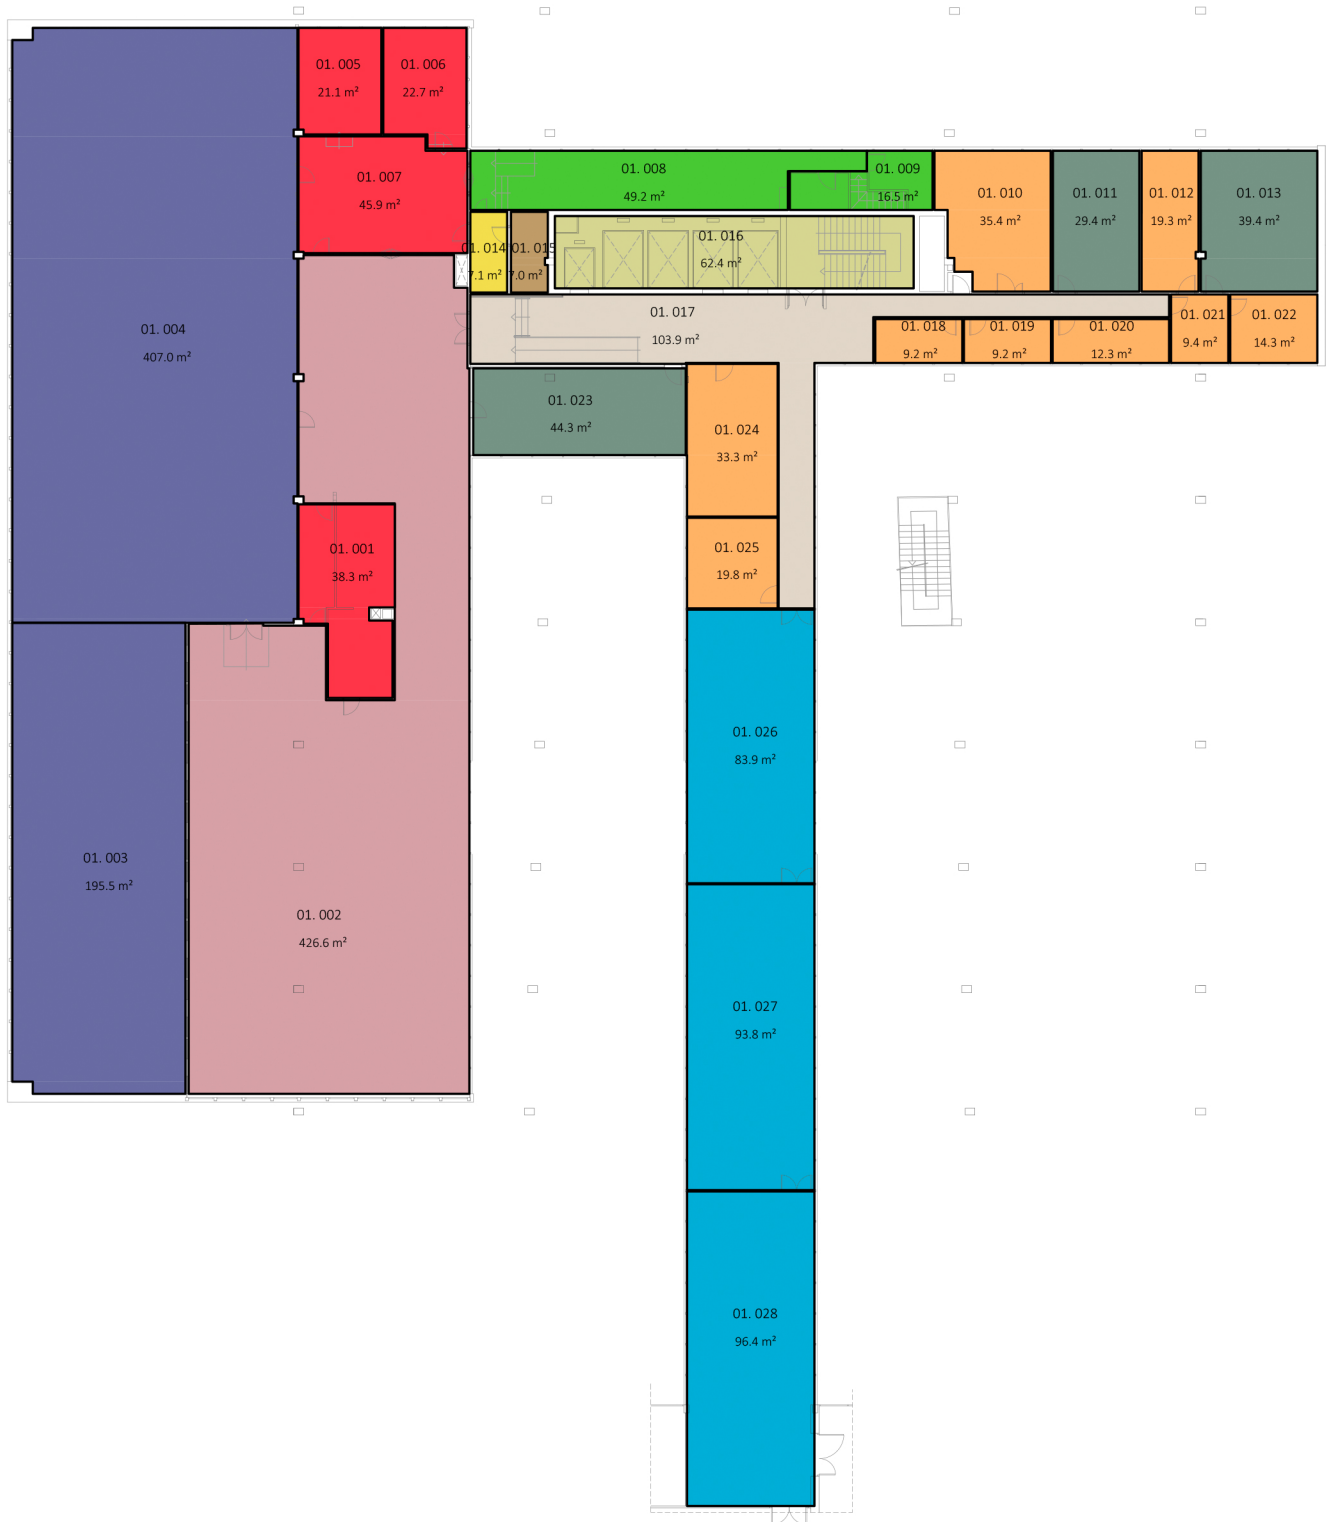 01. 005
21.1 m²
01. 006
22.7 m²
01. 007
45.9 m²
01. 008
49.2 m²
01. 009
16.5 m²
01. 010
35.4 m²
01. 011
29.4 m²
01. 012
19.3 m²
01. 013
39.4 m²
01. 014
7.1 m²
01. 015
7.0 m²
01. 016
62.4 m²
01. 017
103.9 m²
01. 018
9.2 m²
01. 019
9.2 m²
01. 020
12.3 m²
01. 021
9.4 m²
01. 022
14.3 m²
01. 004
407.0 m²
01. 023
44.3 m²
01. 024
33.3 m²
01. 001
38.3 m²
01. 025
19.8 m²
01. 026
83.9 m²
01. 003
195.5 m²
01. 002
426.6 m²
01. 027
93.8 m²
01. 028
96.4 m²